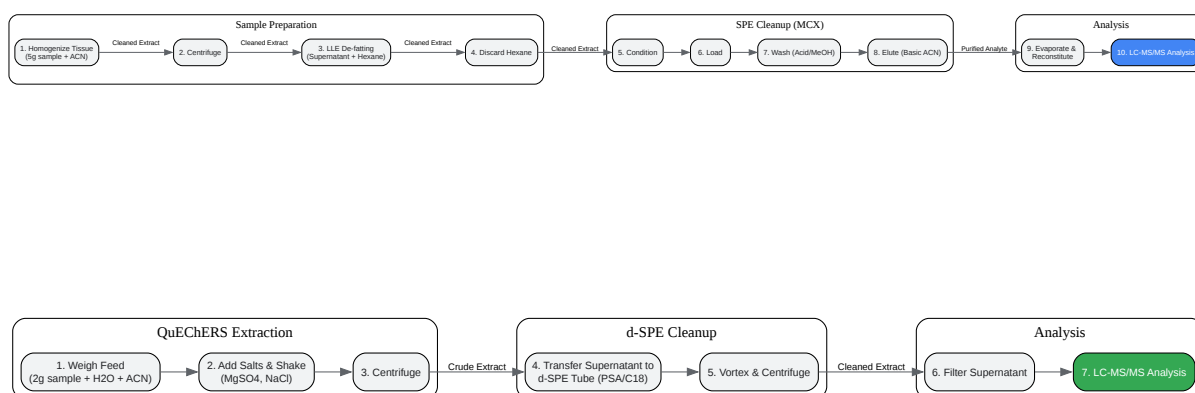 Sample Preparation
1. Homogenize Tissue
(5g sample + ACN)
Cleaned Extract
2. Centrifuge
Cleaned Extract
3. LLE De-fatting
(Supernatant + Hexane)
Cleaned Extract
4. Discard Hexane
Cleaned Extract
SPE Cleanup (MCX)
5. Condition
6. Load
7. Wash (Acid/MeOH)
8. Elute (Basic ACN)
Purified Analyte
Analysis
9. Evaporate &
Reconstitute
10. LC-MS/MS Analysis
QuEChERS Extraction
1. Weigh Feed
(2g sample + H2O + ACN)
2. Add Salts & Shake
(MgSO4, NaCl)
3. Centrifuge
Crude Extract
d-SPE Cleanup
4. Transfer Supernatant to
d-SPE Tube (PSA/C18)
5. Vortex & Centrifuge
Cleaned Extract
Analysis
6. Filter Supernatant
7. LC-MS/MS Analysis